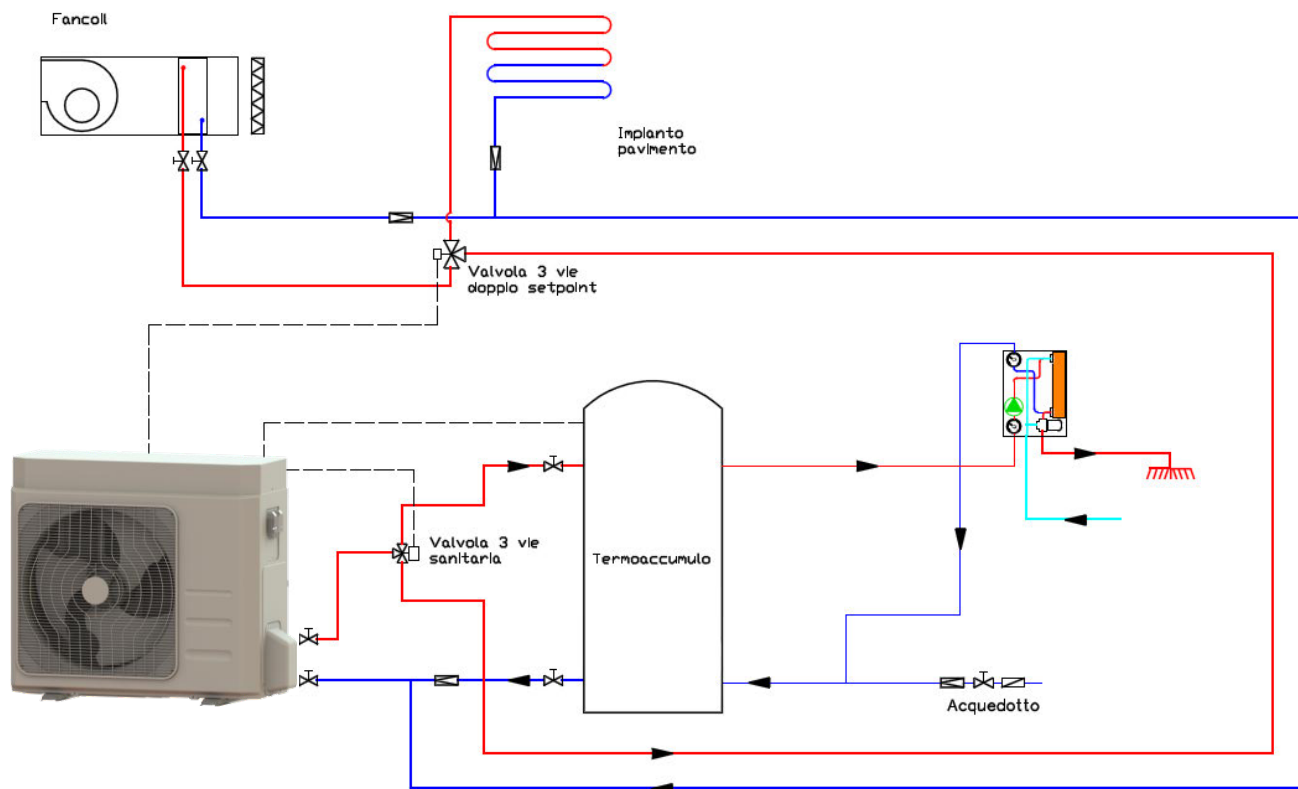 Fancoil
Impianto
pavimento
Valvola 3 vie
doppio setpoint
Valvola 3 vie
sanitaria
Termoaccumulo
Acquedotto